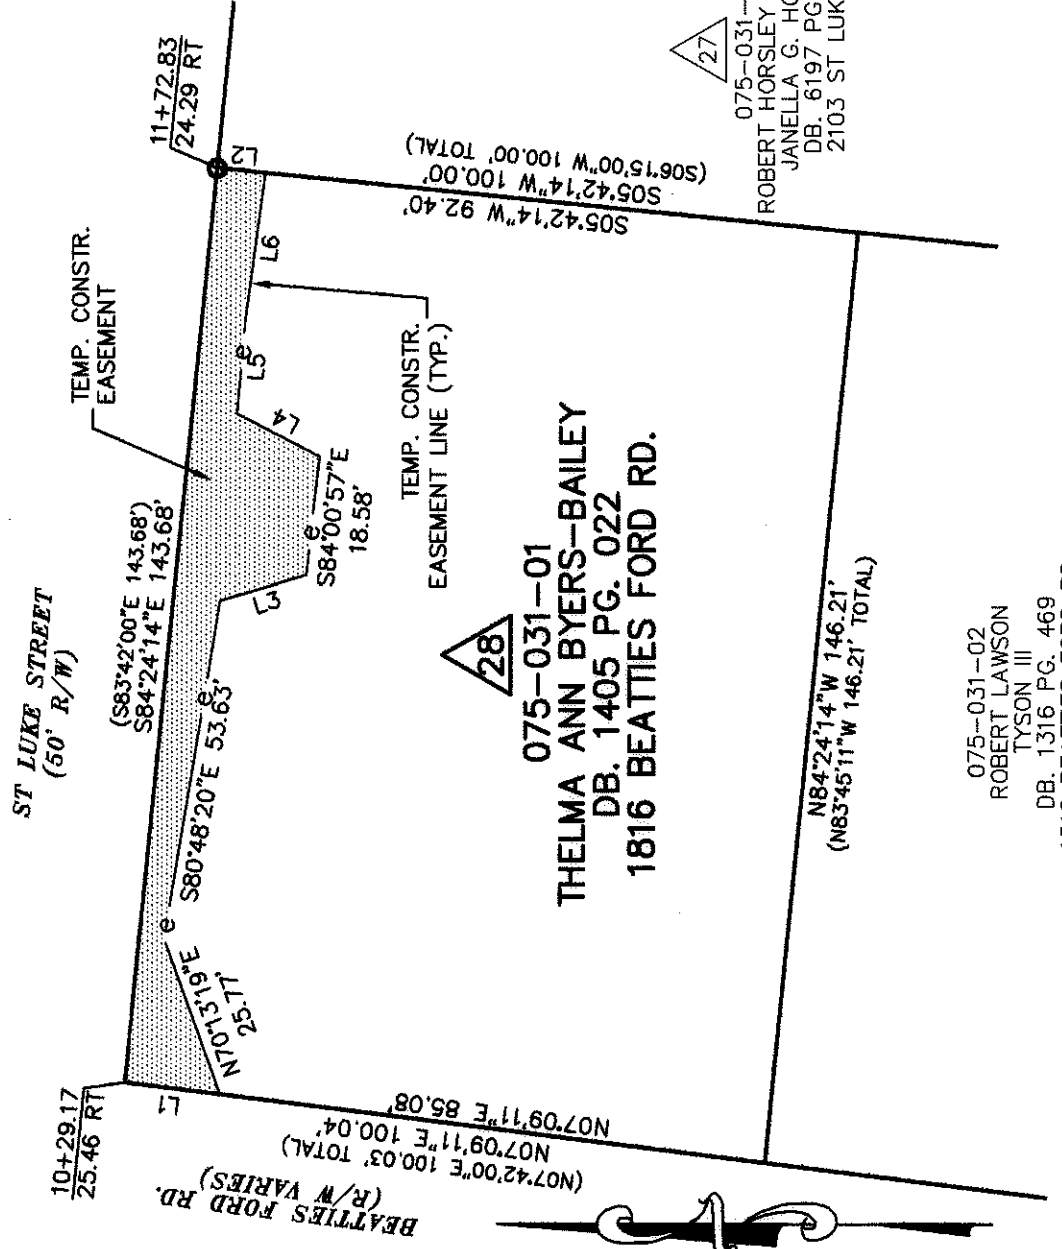 ST LUKE STREET
(50' R/W)
TEMP. CONSTR.
EASEMENT
11+72.83
24.29 RT
10+29.17
25.46 RT
(S83°42'00"E 143.68')
S84°24'14"E 143.68'
L1
N70°13'19"E
25.77'
e
S80°48'20"E 53.63'
e
L3
S84°00'57"E
18.58'
e
L4
L5
e
L6
L2
TEMP. CONSTR.
EASEMENT LINE (TYP.)
S05°42'14"W 92.40'
S05°42'14"W 100.00'
(S06°15'00"W 100.00' TOTAL)
27
075-031-
ROBERT HORSLEY
JANELLA G. HO
DB. 6197 PG
2103 ST LUK
28
075-031-01
THELMA ANN BYERS-BAILEY
DB. 1405 PG. 022
1816 BEATTIES FORD RD.
N07°09'11"E 85.08'
N07°09'11"E 100.04'
(N07°42'00"E 100.03' TOTAL)
BEATTIES FORD RD.
(R/W VARIES)
N84°24'14"W 146.21'
(N83°45'11"W 146.21' TOTAL)
075-031-02
ROBERT LAWSON
TYSON III
DB. 1316 PG. 469